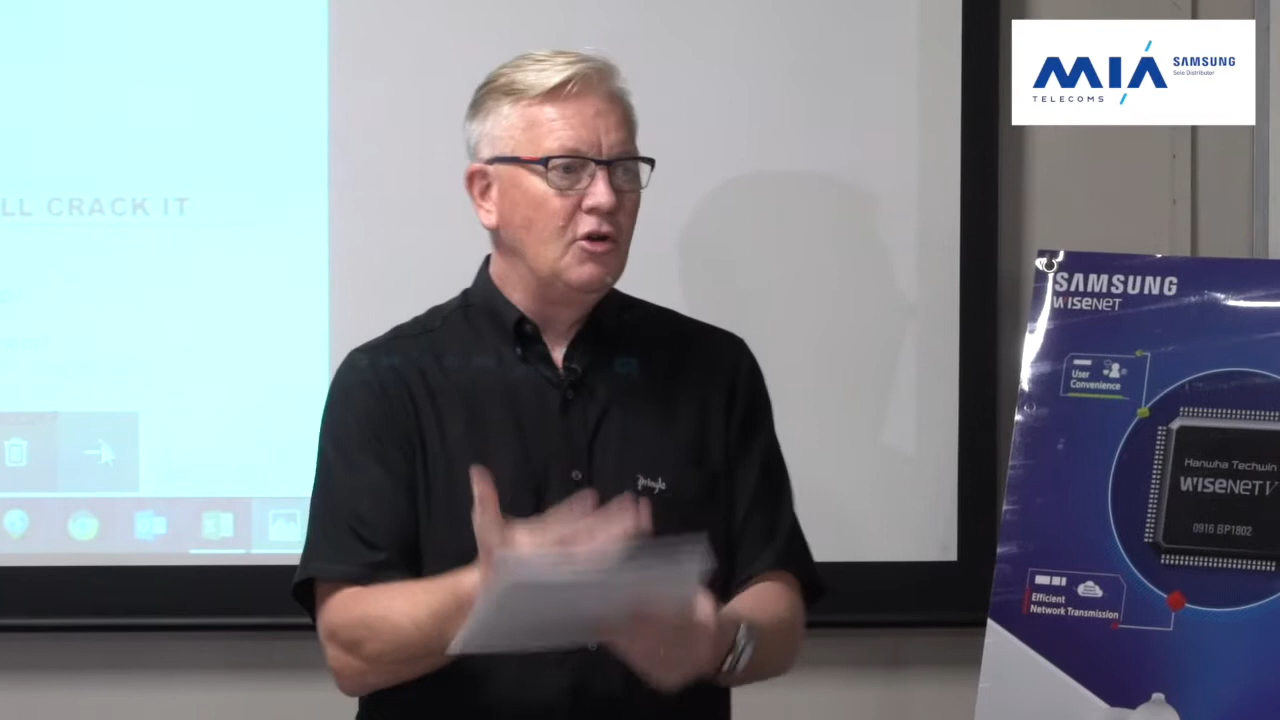 LL CRACK IT
MIA
TELECOMS
SAMSUNG
Sole Distributor
SAMSUNG
WISENET
User
Convenience
Hanwha Techwin
WISENET V
0916 BP1802
Efficient
Network Transmission
Pringle